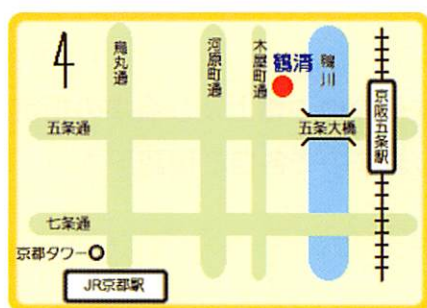 烏丸通
河原町通
木屋町通
鶴清
鴨川
京阪五条駅
五条通
五条大橋
七条通
京都タワー
JR京都駅